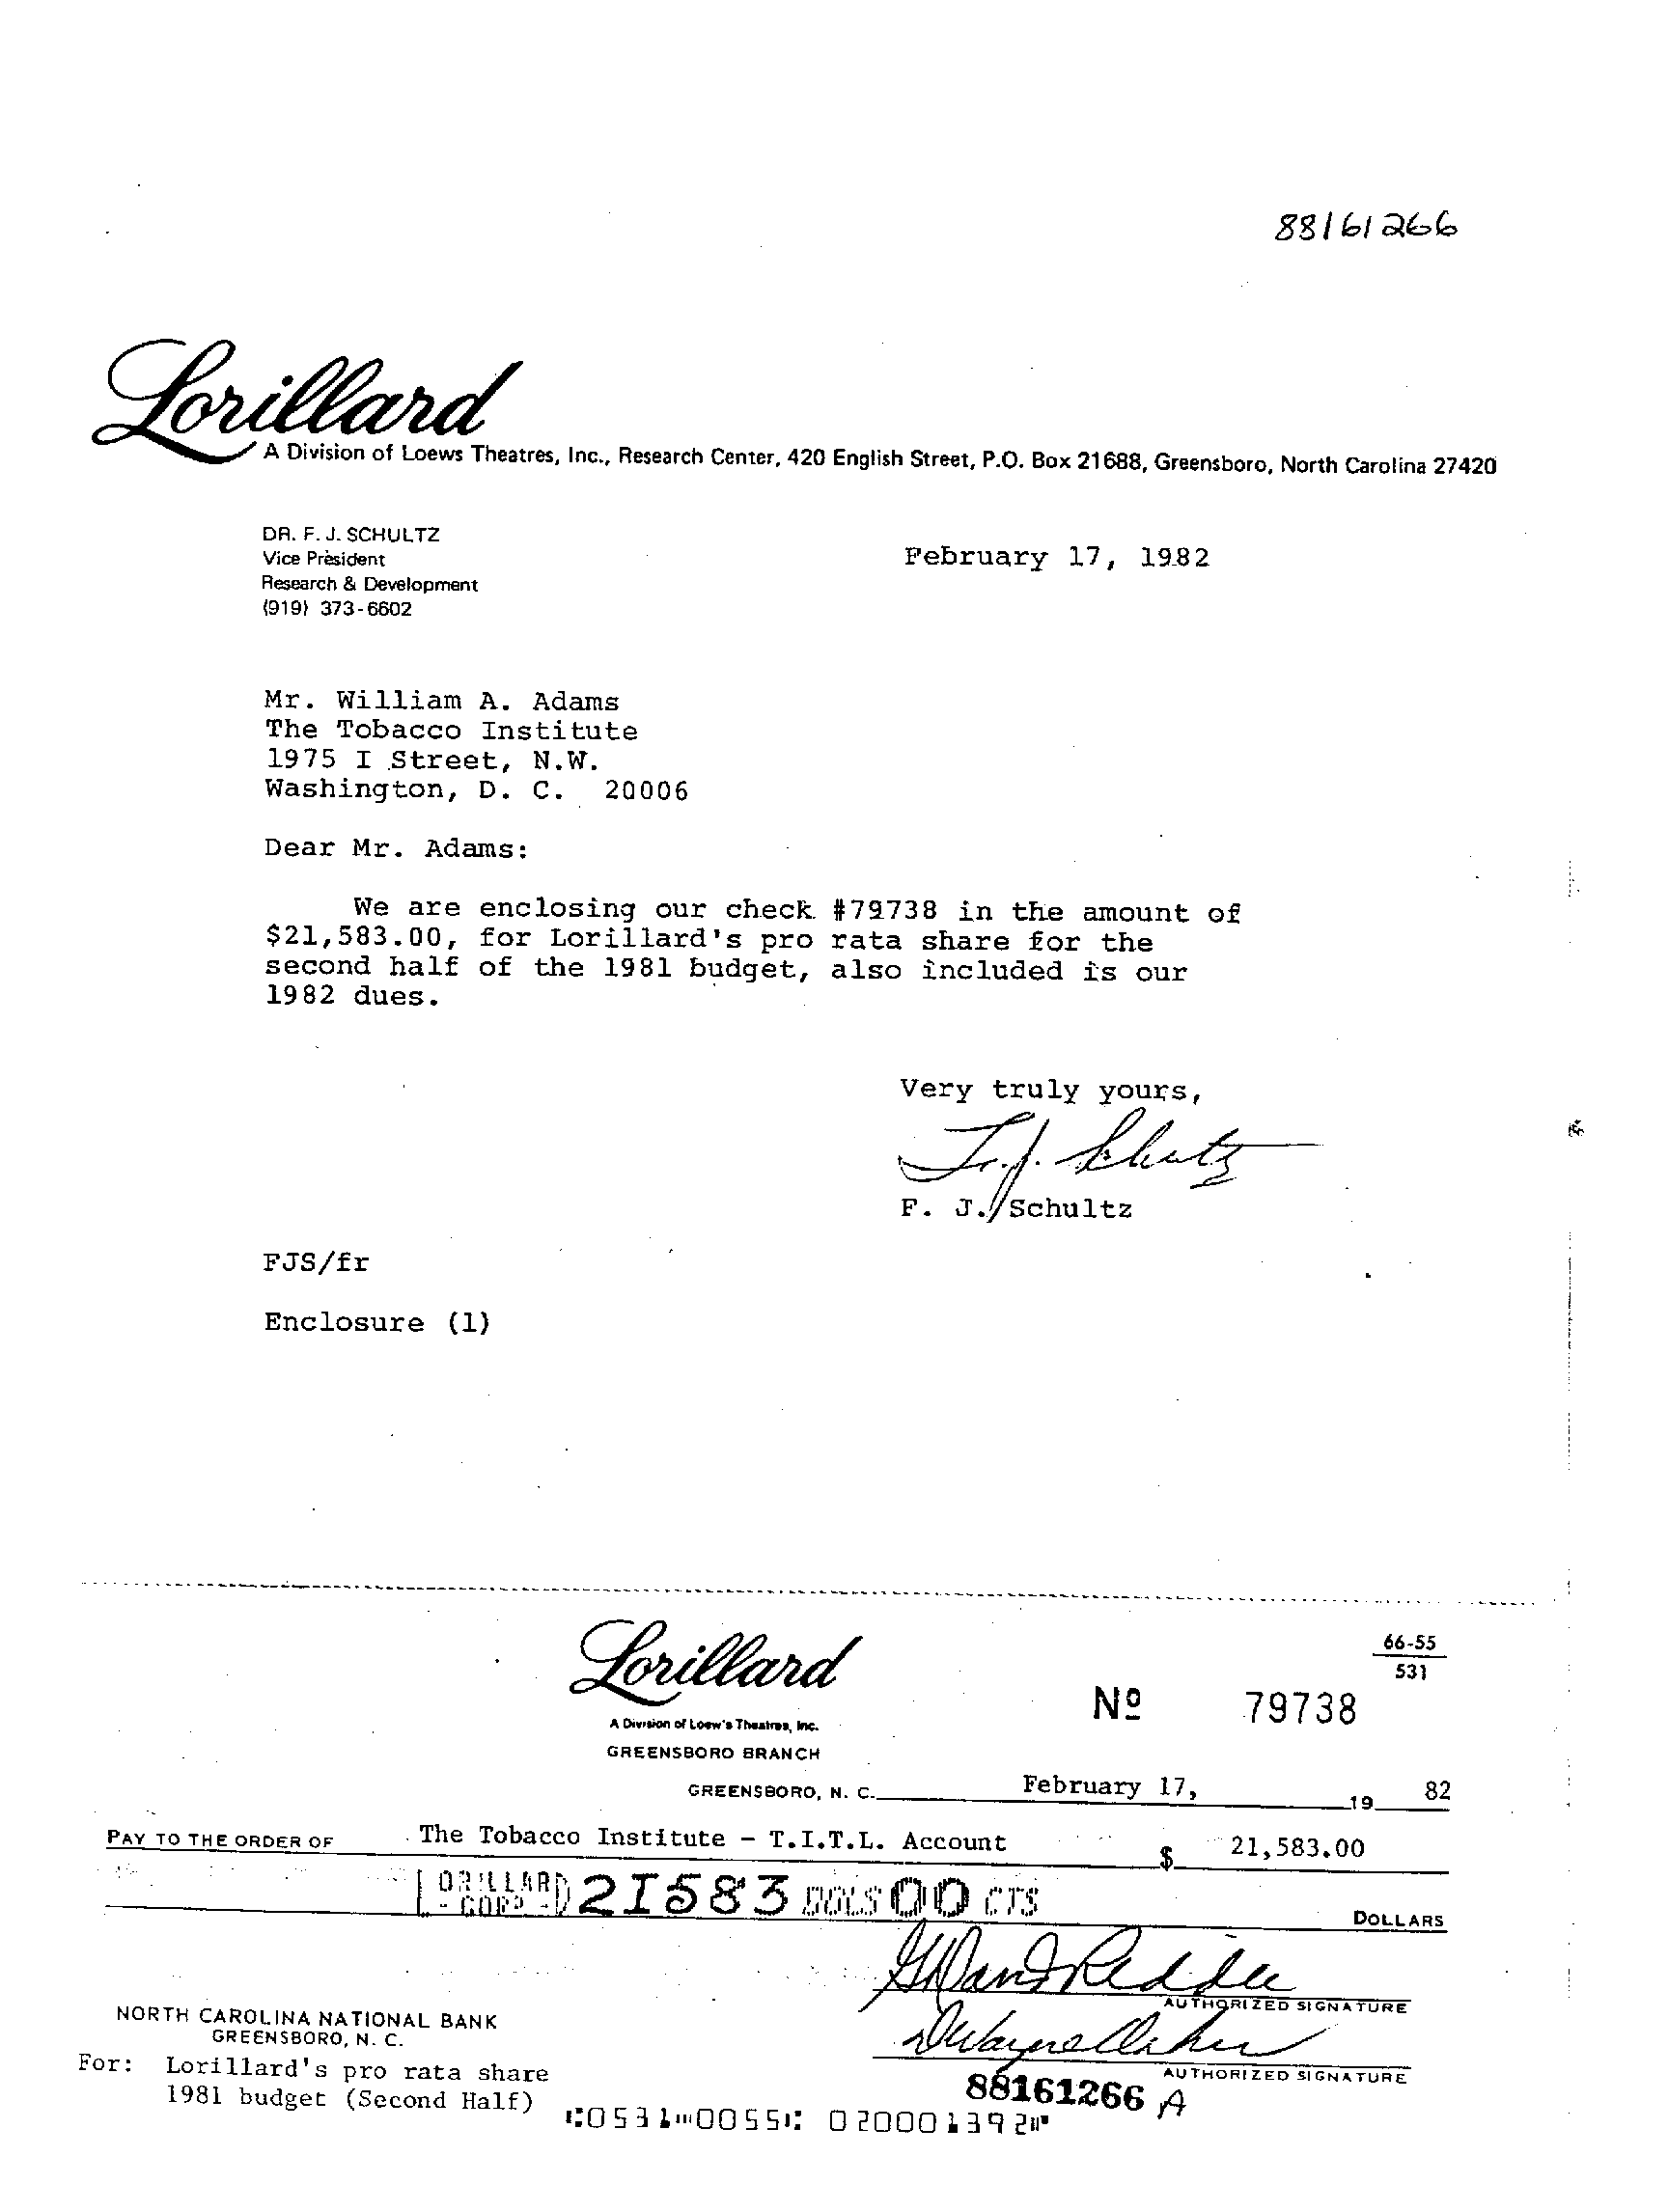 88161266
Lorillard
A Division of Loews Theatres, Inc., Research Center, 420 English Street, P.O. Box 21688, Greensboro, North Carolina 27420
DR. F. J. SCHULTZ
Vice President
Research & Development
(919) 373-6602
February 17, 1982
Mr. William A. Adams
The Tobacco Institute
1975 I Street, N.W.
Washington, D. C. 20006
Dear Mr. Adams:
We are enclosing our check #79738 in the amount of
$21,583.00, for Lorillard's pro rata share for the
second half of the 1981 budget, also included is our
1982 dues.
Very truly yours,
F. J. Schultz
F. J. Schultz
FJS/fr
Enclosure (1)
Lorillard
A Division of Loew's Theatres, Inc.
GREENSBORO BRANCH
66-55
531
Nº 79738
GREENSBORO, N. C. February 17, 19 82
PAY TO THE ORDER OF The Tobacco Institute - T.I.T.L. Account $ 21,583.00
LORILLARD
CORP 21583 DOLS 00 CTS
DOLLARS
AUTHORIZED SIGNATURE
NORTH CAROLINA NATIONAL BANK
GREENSBORO, N. C.
AUTHORIZED SIGNATURE
For: Lorillard's pro rata share
1981 budget (Second Half)
88161266 A
⑆0531⑉0055⑆ 020001392⑈